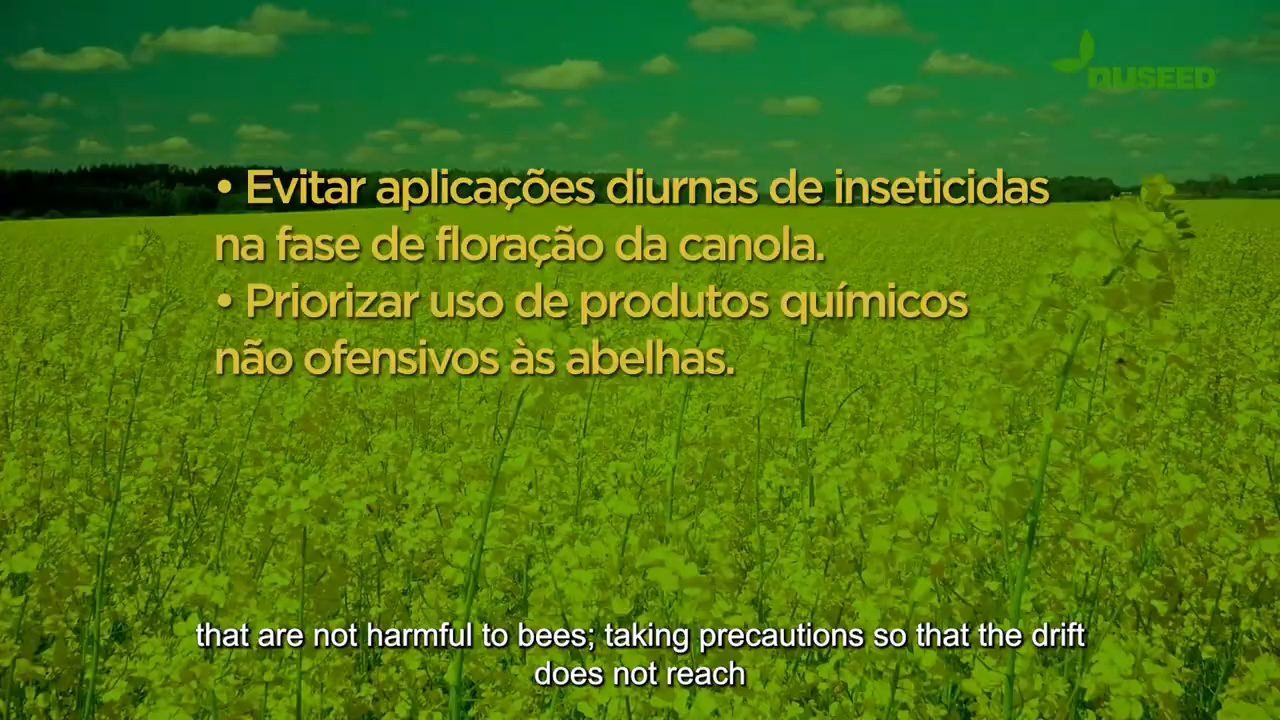 NUSEED
• Evitar aplicações diurnas de inseticidas
na fase de floração da canola.
• Priorizar uso de produtos químicos
não ofensivos às abelhas.
that are not harmful to bees; taking precautions so that the drift
does not reach